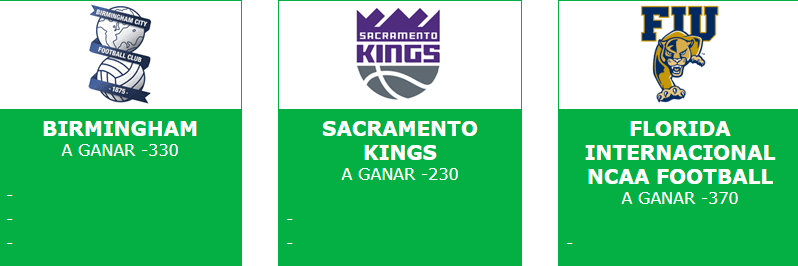 BIRMINGHAM CITY
FOOTBALL CLUB
- 1875 -
BIRMINGHAM
A GANAR -330
-
-
-
SACRAMENTO
KINGS
SACRAMENTO
KINGS
A GANAR -230
-
-
FIU
FLORIDA
INTERNACIONAL
NCAA FOOTBALL
A GANAR -370
-